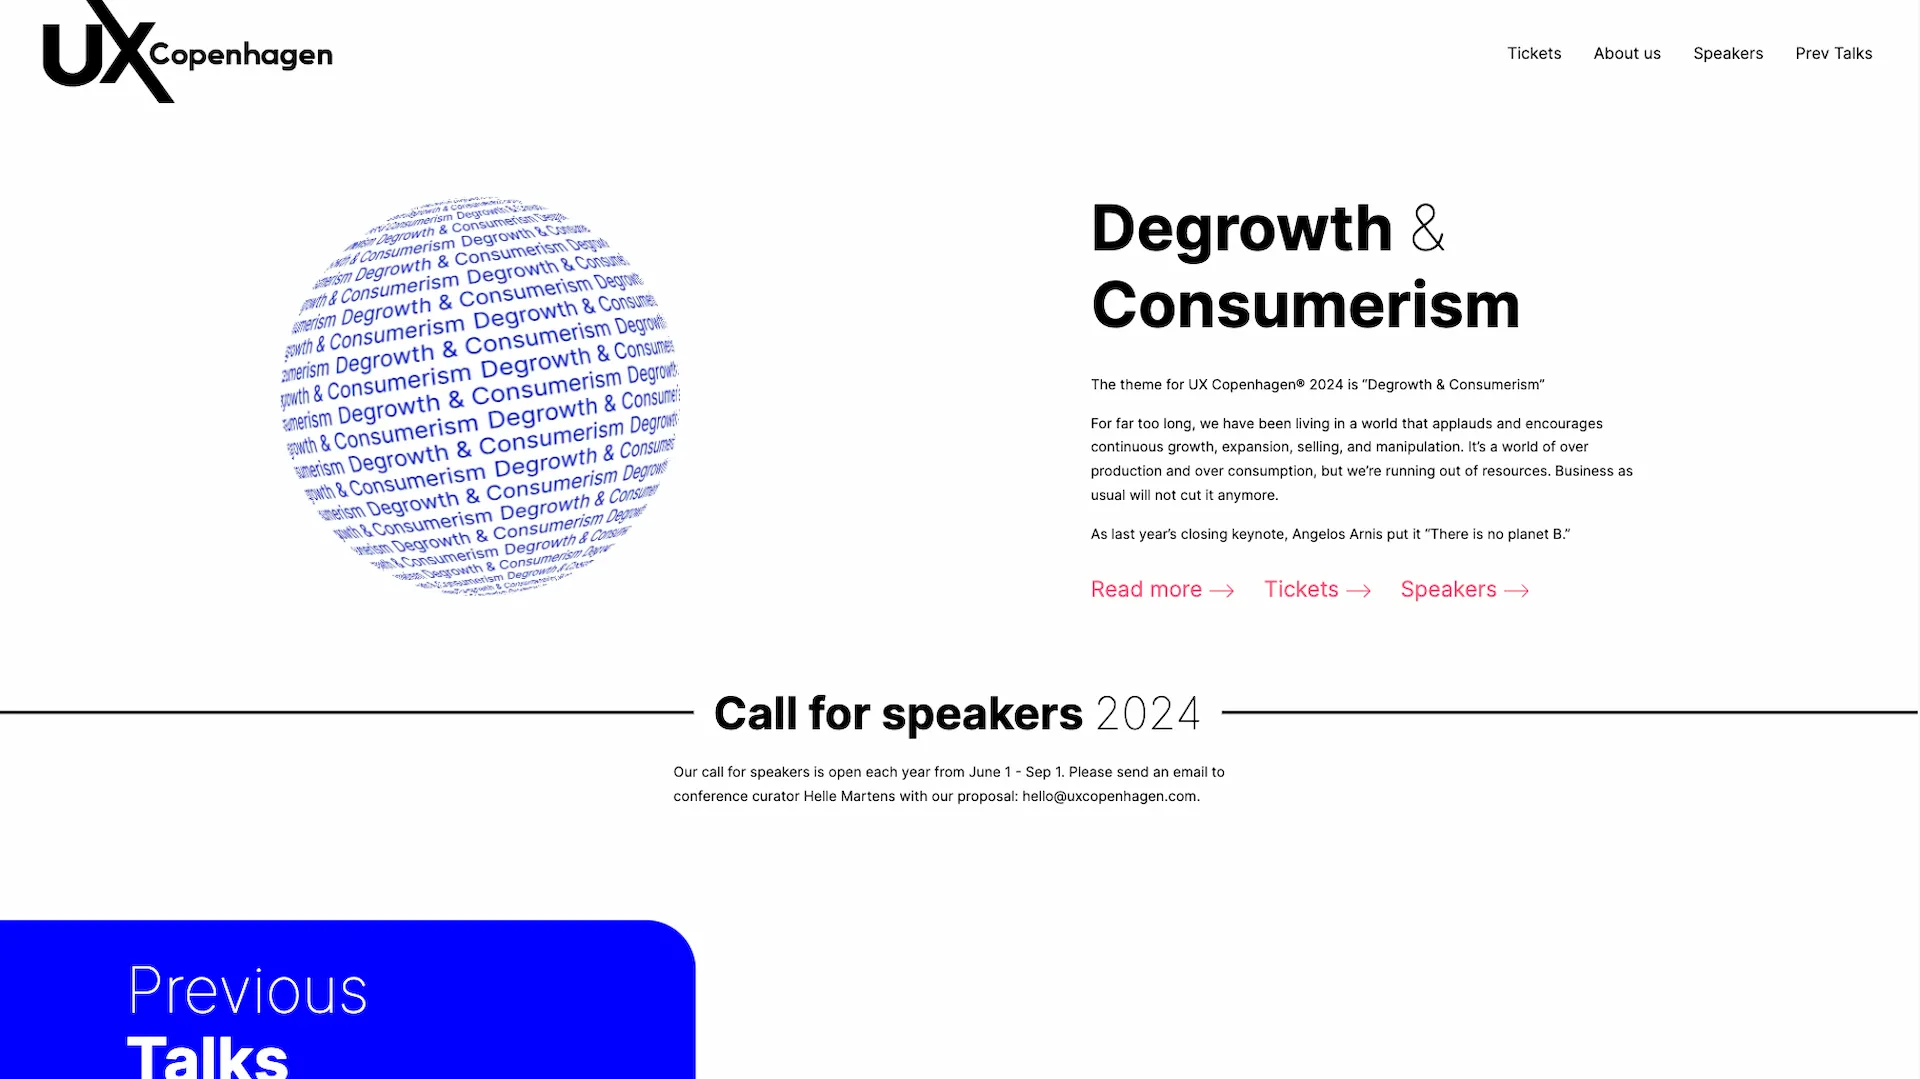 UX Copenhagen
Tickets
About us
Speakers
Prev Talks
Degrowth & Consumerism Degrowth & Consumerism
Degrowth &
Consumerism
The theme for UX Copenhagen® 2024 is “Degrowth & Consumerism”
For far too long, we have been living in a world that applauds and encourages
continuous growth, expansion, selling, and manipulation. It’s a world of over
production and over consumption, but we’re running out of resources. Business as
usual will not cut it anymore.
As last year’s closing keynote, Angelos Arnis put it “There is no planet B.”
Read more → Tickets → Speakers →
Call for speakers 2024
Our call for speakers is open each year from June 1 - Sep 1. Please send an email to
conference curator Helle Martens with our proposal: hello@uxcopenhagen.com.
Previous
Talks